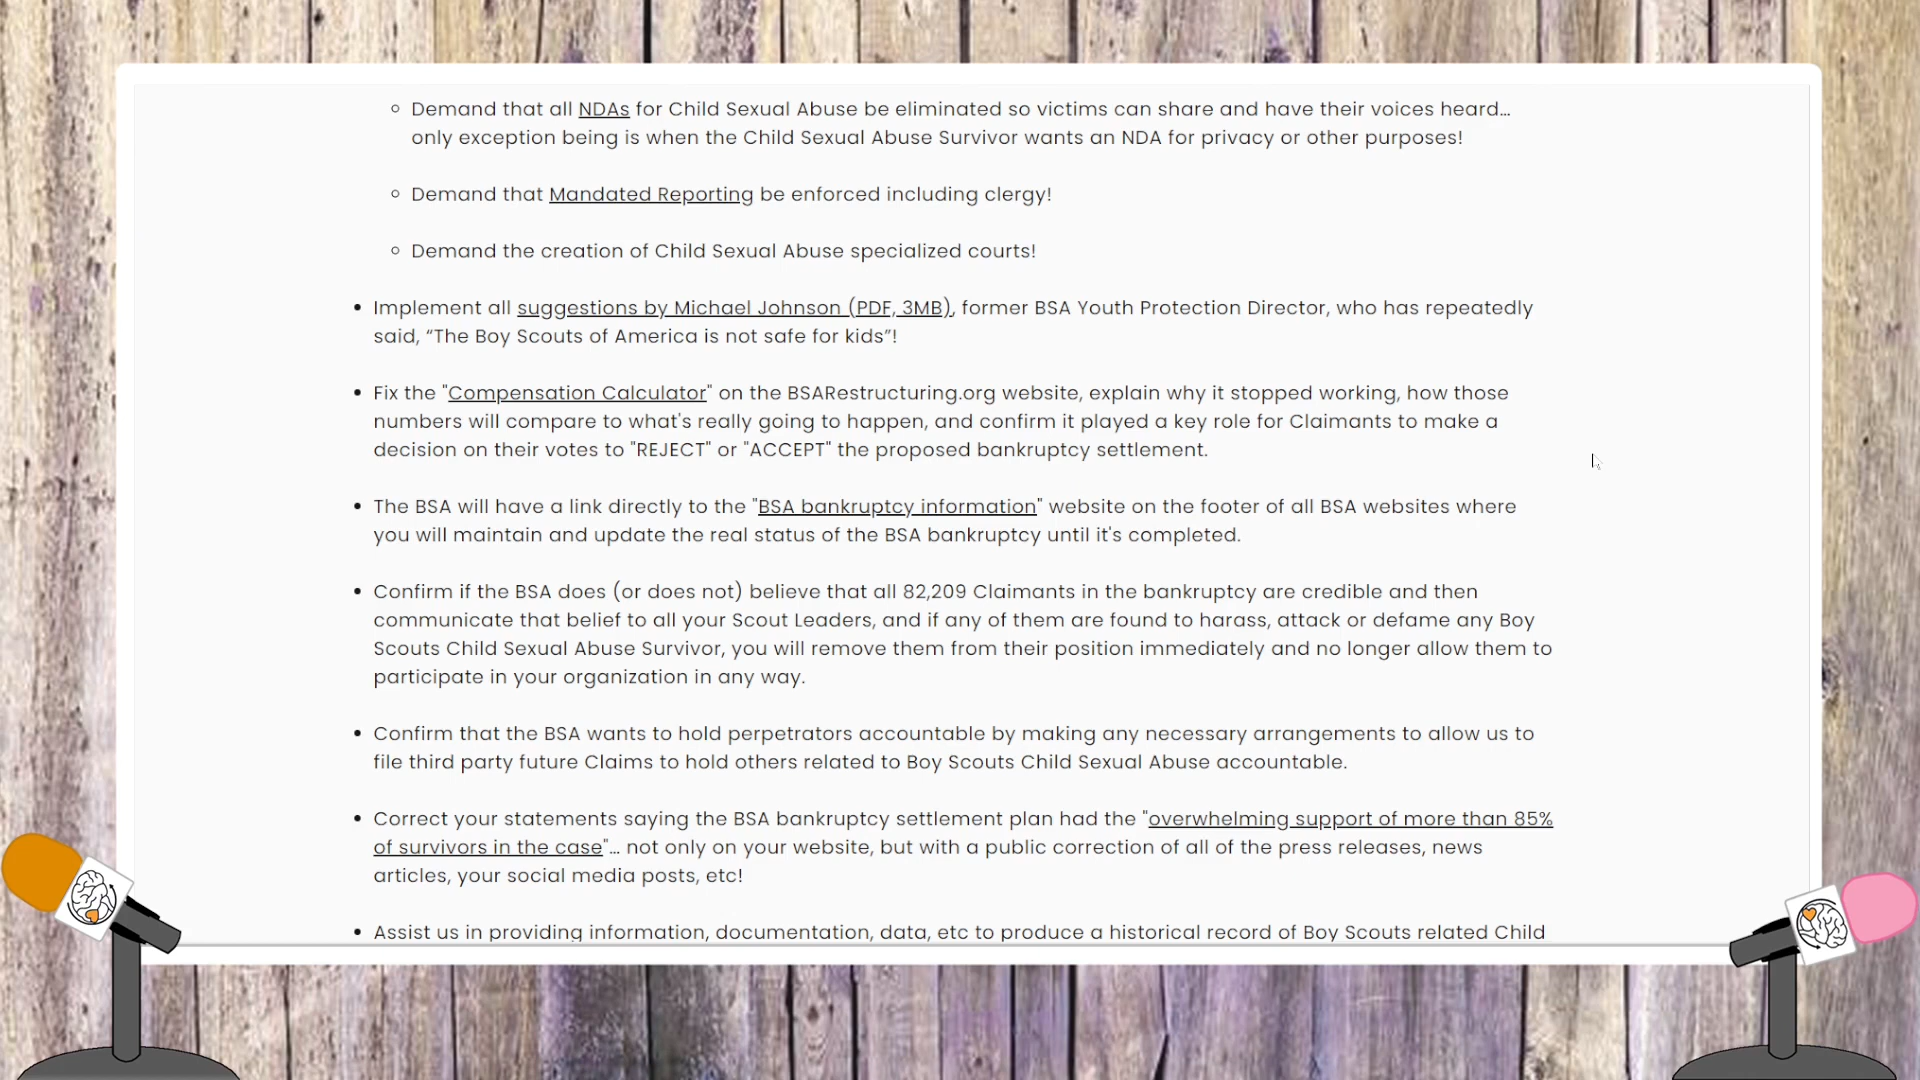 Demand that all NDAs for Child Sexual Abuse be eliminated so victims can share and have their voices heard...
only exception being is when the Child Sexual Abuse Survivor wants an NDA for privacy or other purposes!
Demand that Mandated Reporting be enforced including clergy!
Demand the creation of Child Sexual Abuse specialized courts!
Implement all suggestions by Michael Johnson (PDF, 3MB), former BSA Youth Protection Director, who has repeatedly
said, “The Boy Scouts of America is not safe for kids”!
Fix the "Compensation Calculator" on the BSARestructuring.org website, explain why it stopped working, how those
numbers will compare to what's really going to happen, and confirm it played a key role for Claimants to make a
decision on their votes to "REJECT" or "ACCEPT" the proposed bankruptcy settlement.
The BSA will have a link directly to the "BSA bankruptcy information" website on the footer of all BSA websites where
you will maintain and update the real status of the BSA bankruptcy until it's completed.
Confirm if the BSA does (or does not) believe that all 82,209 Claimants in the bankruptcy are credible and then
communicate that belief to all your Scout Leaders, and if any of them are found to harass, attack or defame any Boy
Scouts Child Sexual Abuse Survivor, you will remove them from their position immediately and no longer allow them to
participate in your organization in any way.
Confirm that the BSA wants to hold perpetrators accountable by making any necessary arrangements to allow us to
file third party future Claims to hold others related to Boy Scouts Child Sexual Abuse accountable.
Correct your statements saying the BSA bankruptcy settlement plan had the "overwhelming support of more than 85%
of survivors in the case"... not only on your website, but with a public correction of all of the press releases, news
articles, your social media posts, etc!
Assist us in providing information, documentation, data, etc to produce a historical record of Boy Scouts related Child